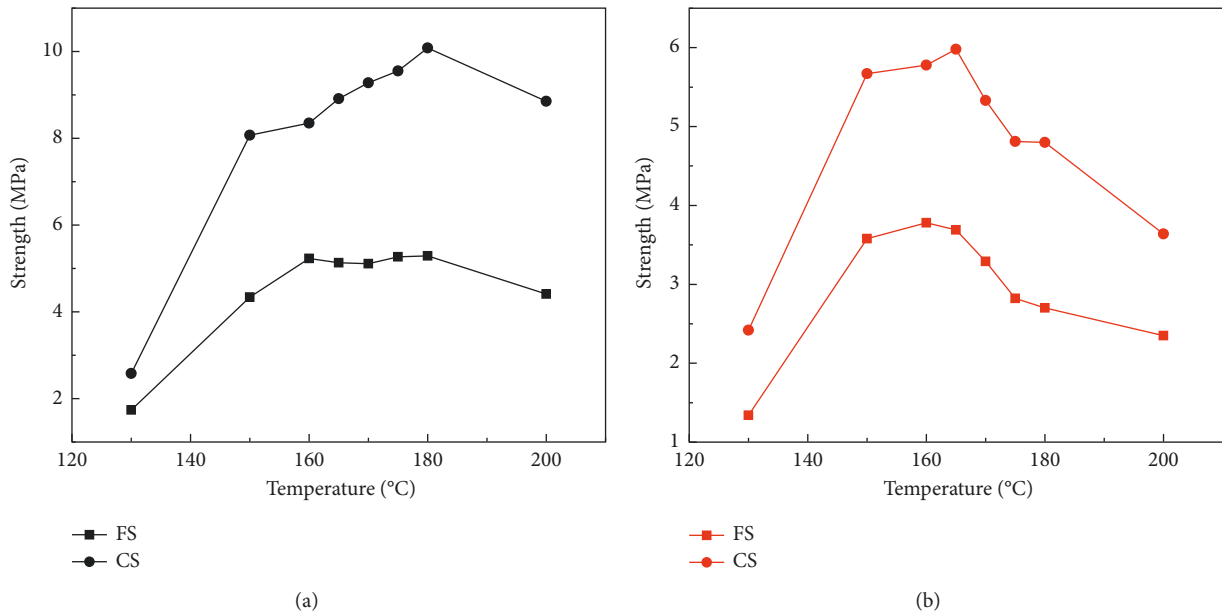 10
8
6
4
2
Strength (MPa)
120 140 160 180 200
Temperature (°C)
FS
CS
(a)
6
5
4
3
2
1
Strength (MPa)
120 140 160 180 200
Temperature (°C)
FS
CS
(b)